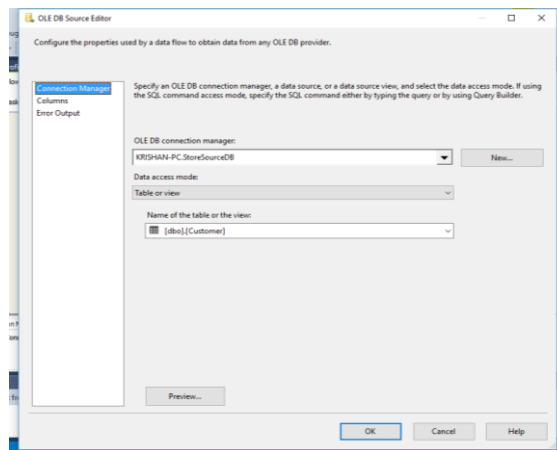 OLE DB Source Editor
Configure the properties used by a data flow to obtain data from any OLE DB provider.
Connection Manager
Columns
Error Output
Specify an OLE DB connection manager, a data source, or a data source view, and select the data access mode. If using
the SQL command access mode, specify the SQL command either by typing the query or by using Query Builder.
OLE DB connection manager:
KRISHAN-PC.StoreSourceDB
New...
Data access mode:
Table or view
Name of the table or the view:
[dbo].[Customer]
Preview...
OK
Cancel
Help